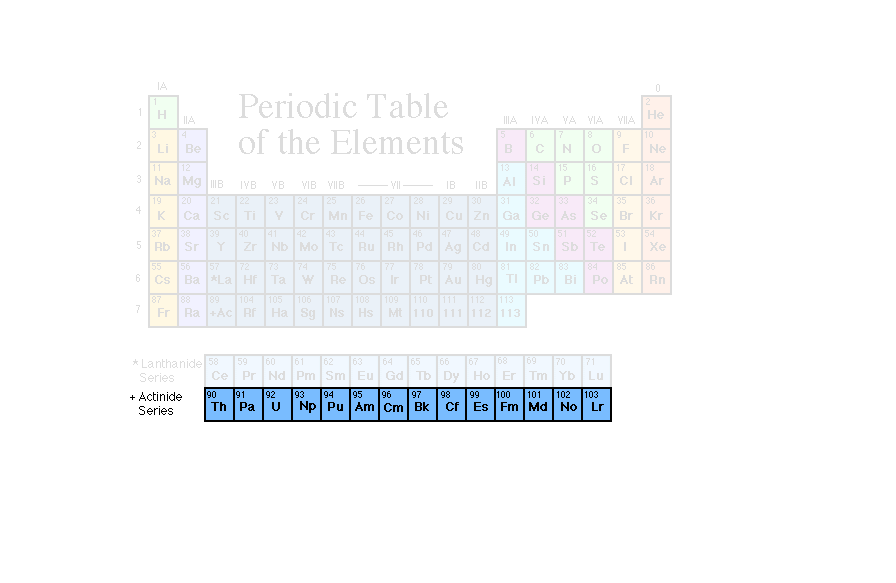 IA 0
1 1 H 2 He
Periodic Table
of the Elements
IIA IIIA IVA VA VIA VIIA
2 3 Li 4 Be 5 B 6 C 7 N 8 O 9 F 10 Ne
3 11 Na 12 Mg 13 Al 14 Si 15 P 16 S 17 Cl 18 Ar
IIIB IVB VB VIB VIIB VII IB IIB
4 19 K 20 Ca 21 Sc 22 Ti 23 V 24 Cr 25 Mn 26 Fe 27 Co 28 Ni 29 Cu 30 Zn 31 Ga 32 Ge 33 As 34 Se 35 Br 36 Kr
5 37 Rb 38 Sr 39 Y 40 Zr 41 Nb 42 Mo 43 Tc 44 Ru 45 Rh 46 Pd 47 Ag 48 Cd 49 In 50 Sn 51 Sb 52 Te 53 I 54 Xe
6 55 Cs 56 Ba 57 *La 72 Hf 73 Ta 74 W 75 Re 76 Os 77 Ir 78 Pt 79 Au 80 Hg 81 Tl 82 Pb 83 Bi 84 Po 85 At 86 Rn
7 87 Fr 88 Ra 89 +Ac 104 Rf 105 Ha 106 Sg 107 Ns 108 Hs 109 Mt 110 110 111 111 112 112 113 113
* Lanthanide
Series
58 Ce 59 Pr 60 Nd 61 Pm 62 Sm 63 Eu 64 Gd 65 Tb 66 Dy 67 Ho 68 Er 69 Tm 70 Yb 71 Lu
+ Actinide
Series
90 Th 91 Pa 92 U 93 Np 94 Pu 95 Am 96 Cm 97 Bk 98 Cf 99 Es 100 Fm 101 Md 102 No 103 Lr